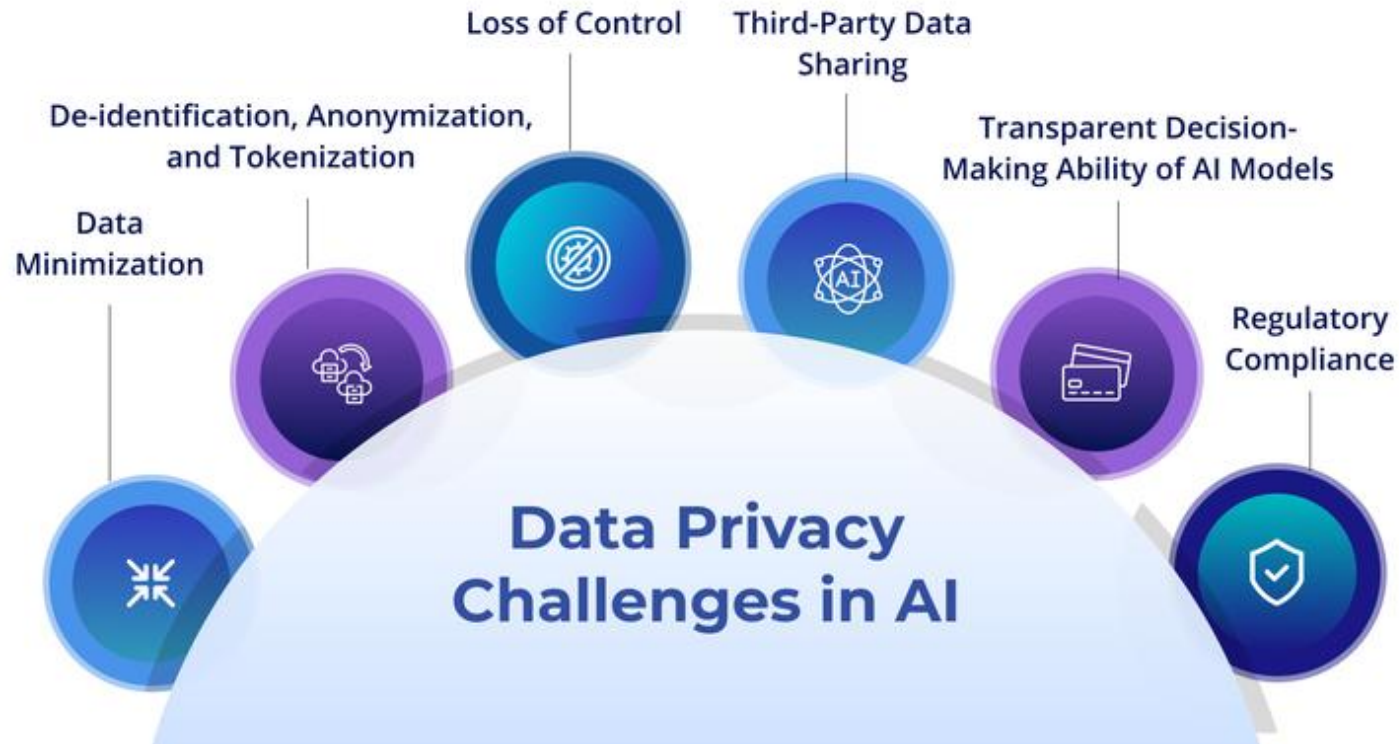 Loss of Control
Third-Party Data
Sharing
De-identification, Anonymization,
and Tokenization
Transparent Decision-
Making Ability of AI Models
Data
Minimization
Regulatory
Compliance
AI
Data Privacy
Challenges in AI